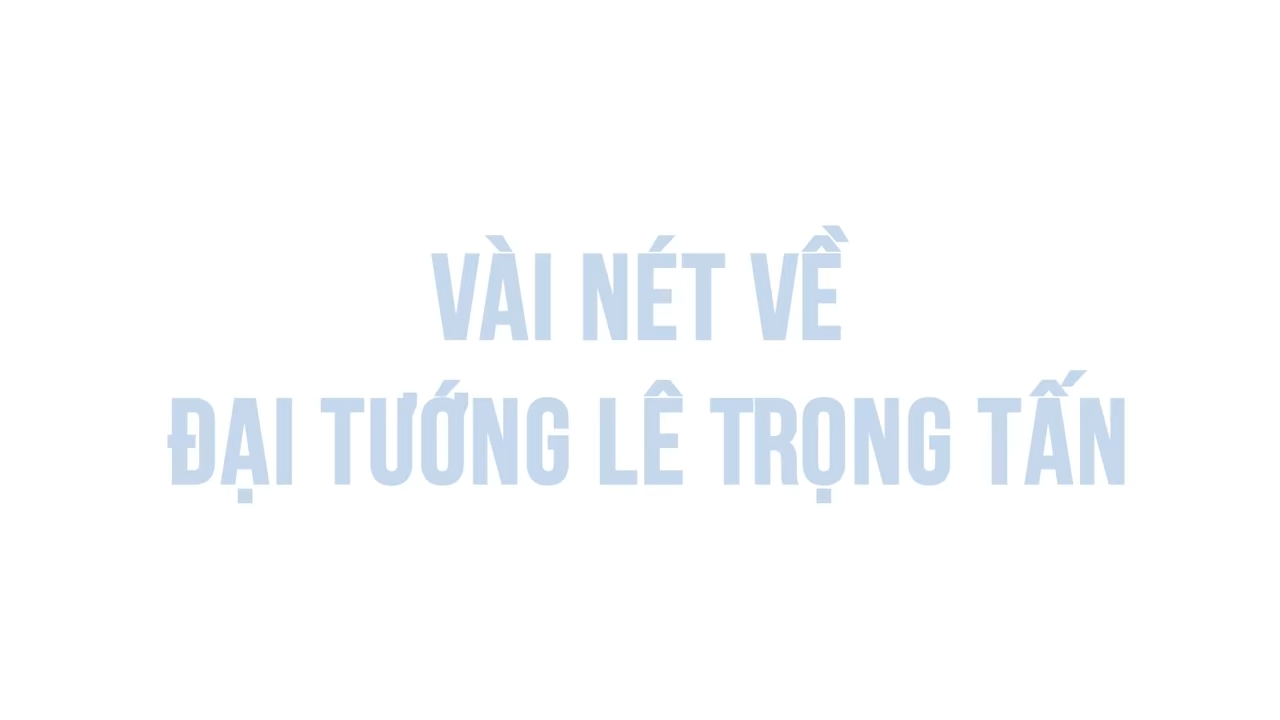 VÀI NÉT VỀ
ĐẠI TƯỚNG LÊ TRỌNG TẤN